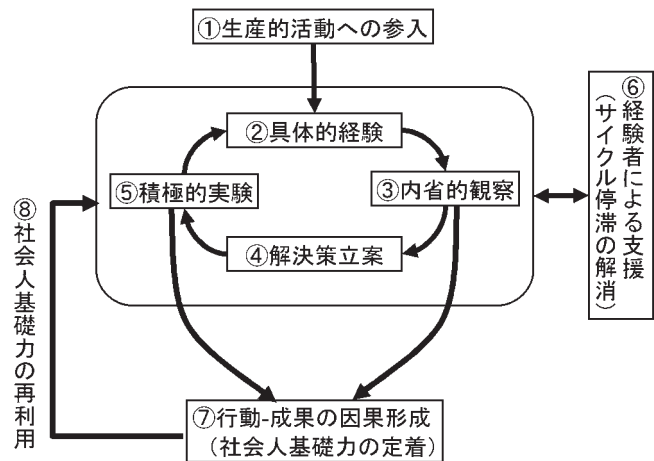 ①生産的活動への参入
②具体的経験
③内省的観察
④解決策立案
⑤積極的実験
⑥経験者による支援
(サイクル停滞の解消)
⑦行動-成果の因果形成
(社会人基礎力の定着)
⑧社会人基礎力の再利用